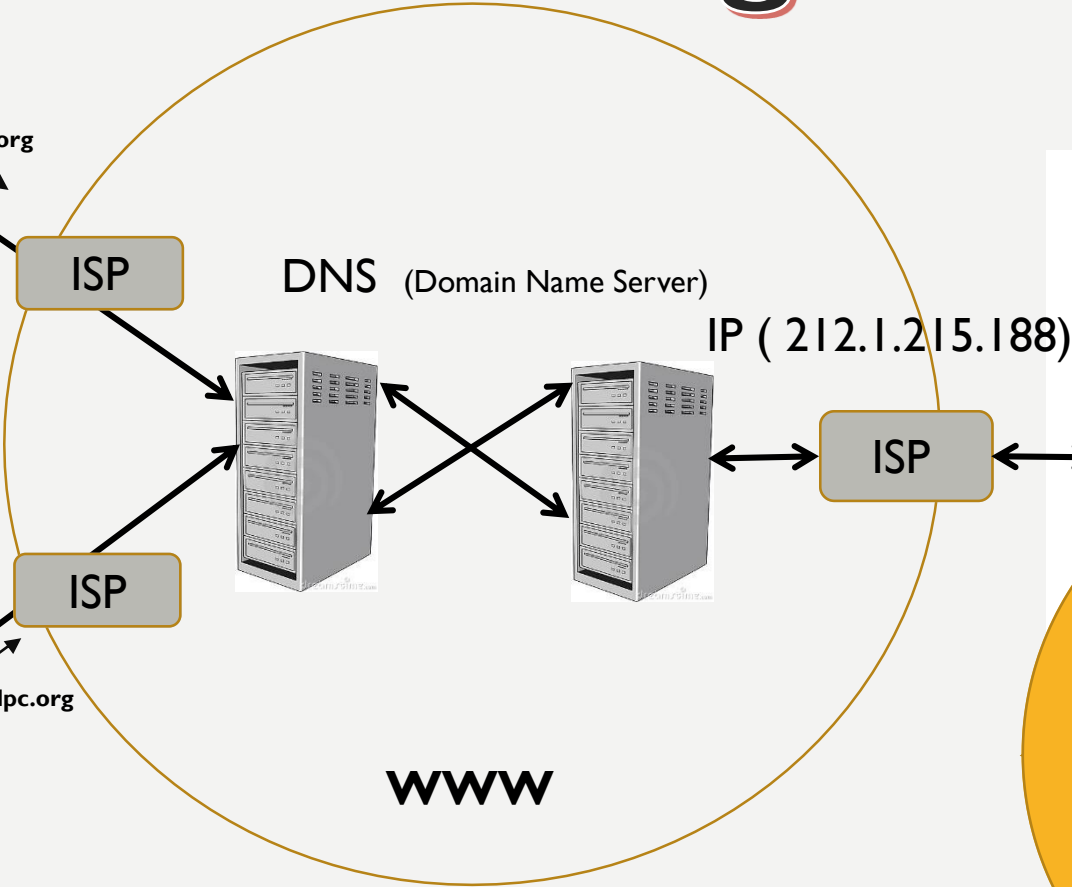 org
ISP
DNS (Domain Name Server)
IP ( 212.1.215.188)
ISP
ISP
lpc.org
www